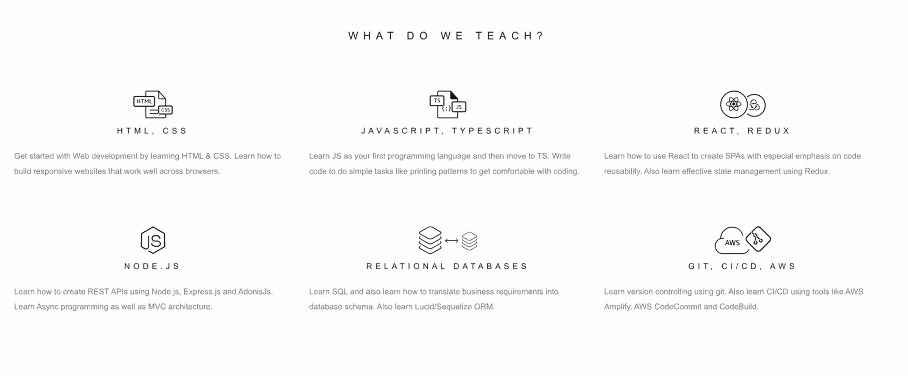 WHAT DO WE TEACH?
HTML
CSS
HTML, CSS
Get started with Web development by learning HTML & CSS. Learn how to
build responsive websites that work well across browsers.
TS
{;}
JS
JAVASCRIPT, TYPESCRIPT
Learn JS as your first programming language and then move to TS. Write
code to do simple tasks like printing patterns to get comfortable with coding.
REACT, REDUX
Learn how to use React to create SPAs with especial emphasis on code
reusability. Also learn effective state management using Redux.
JS
NODE.JS
Learn how to create REST APIs using Node.js, Express.js and AdonisJs.
Learn Async programming as well as MVC architecture.
RELATIONAL DATABASES
Learn SQL and also learn how to translate business requirements into
database schema. Also learn Lucid/Sequelize ORM.
AWS
GIT, CI/CD, AWS
Learn version controlling using git. Also learn CI/CD using tools like AWS
Amplify, AWS CodeCommit and CodeBuild.